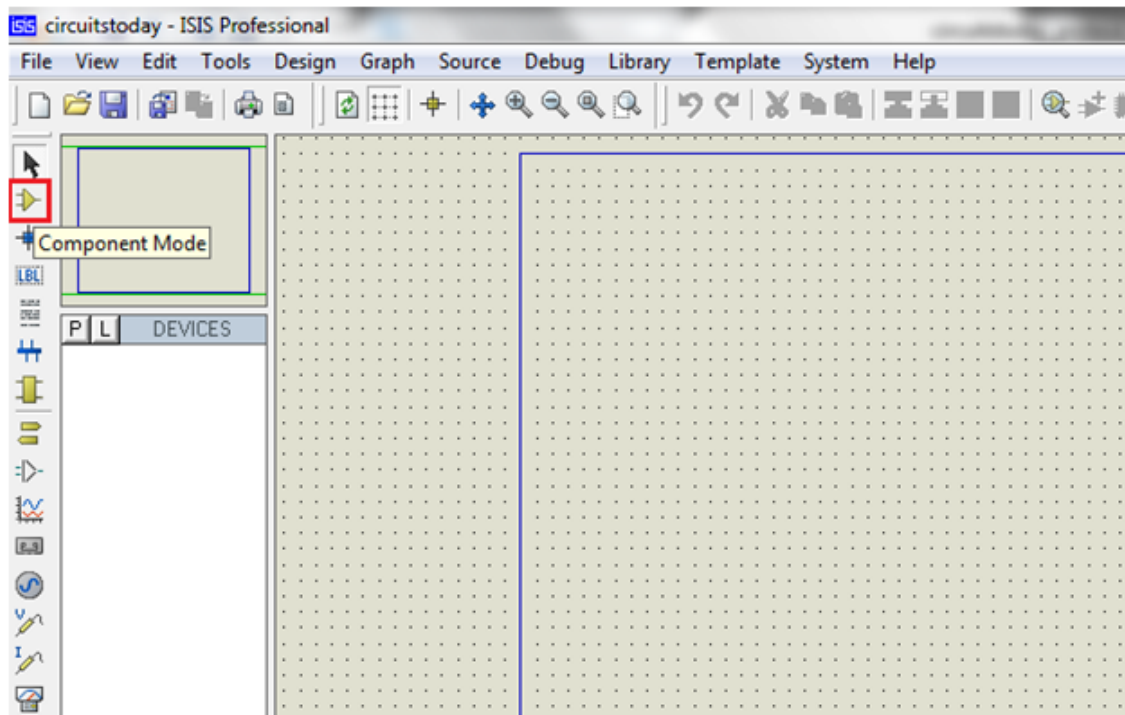 isis circuitstoday - ISIS Professional
File View Edit Tools Design Graph Source Debug Library Template System Help
Component Mode
LBL
P L DEVICES
V
I